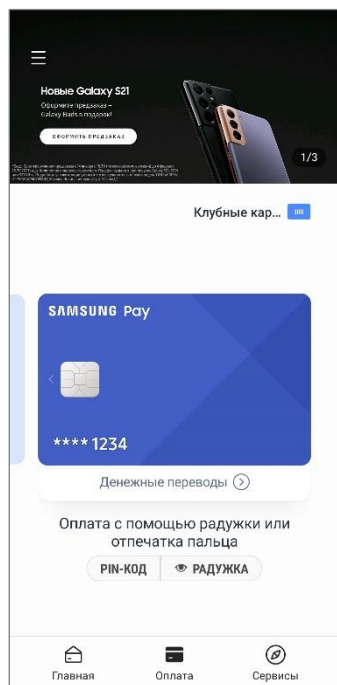 Новые Galaxy S21
Оформите предзаказ –
Galaxy Buds в подарок!
ОФОРМИТЬ ПРЕДЗАКАЗ
1/3
Клубные кар...
SAMSUNG Pay
**** 1234
Денежные переводы
Оплата с помощью радужки или
отпечатка пальца
PIN-КОД РАДУЖКА
Главная Оплата Сервисы